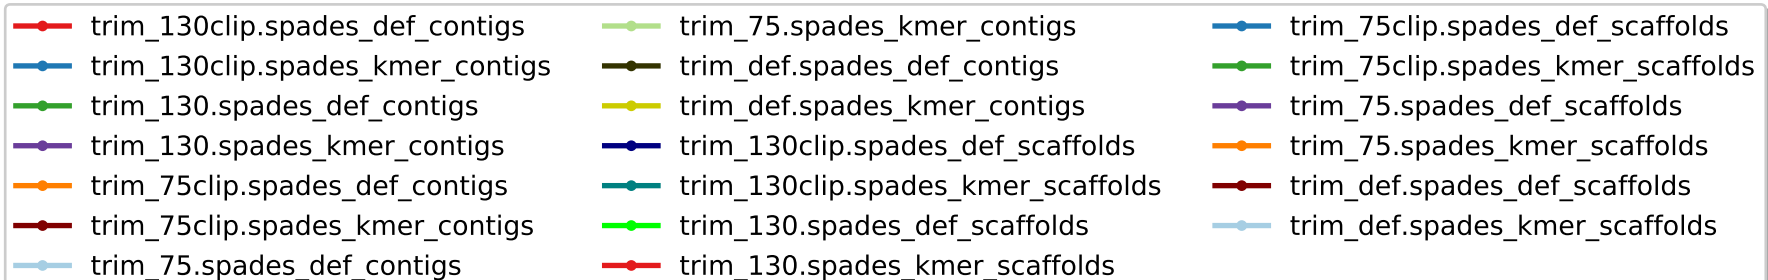 trim_130clip.spades_def_contigs
trim_130clip.spades_kmer_contigs
trim_130.spades_def_contigs
trim_130.spades_kmer_contigs
trim_75clip.spades_def_contigs
trim_75clip.spades_kmer_contigs
trim_75.spades_def_contigs
trim_75.spades_kmer_contigs
trim_def.spades_def_contigs
trim_def.spades_kmer_contigs
trim_130clip.spades_def_scaffolds
trim_130clip.spades_kmer_scaffolds
trim_130.spades_def_scaffolds
trim_130.spades_kmer_scaffolds
trim_75clip.spades_def_scaffolds
trim_75clip.spades_kmer_scaffolds
trim_75.spades_def_scaffolds
trim_75.spades_kmer_scaffolds
trim_def.spades_def_scaffolds
trim_def.spades_kmer_scaffolds